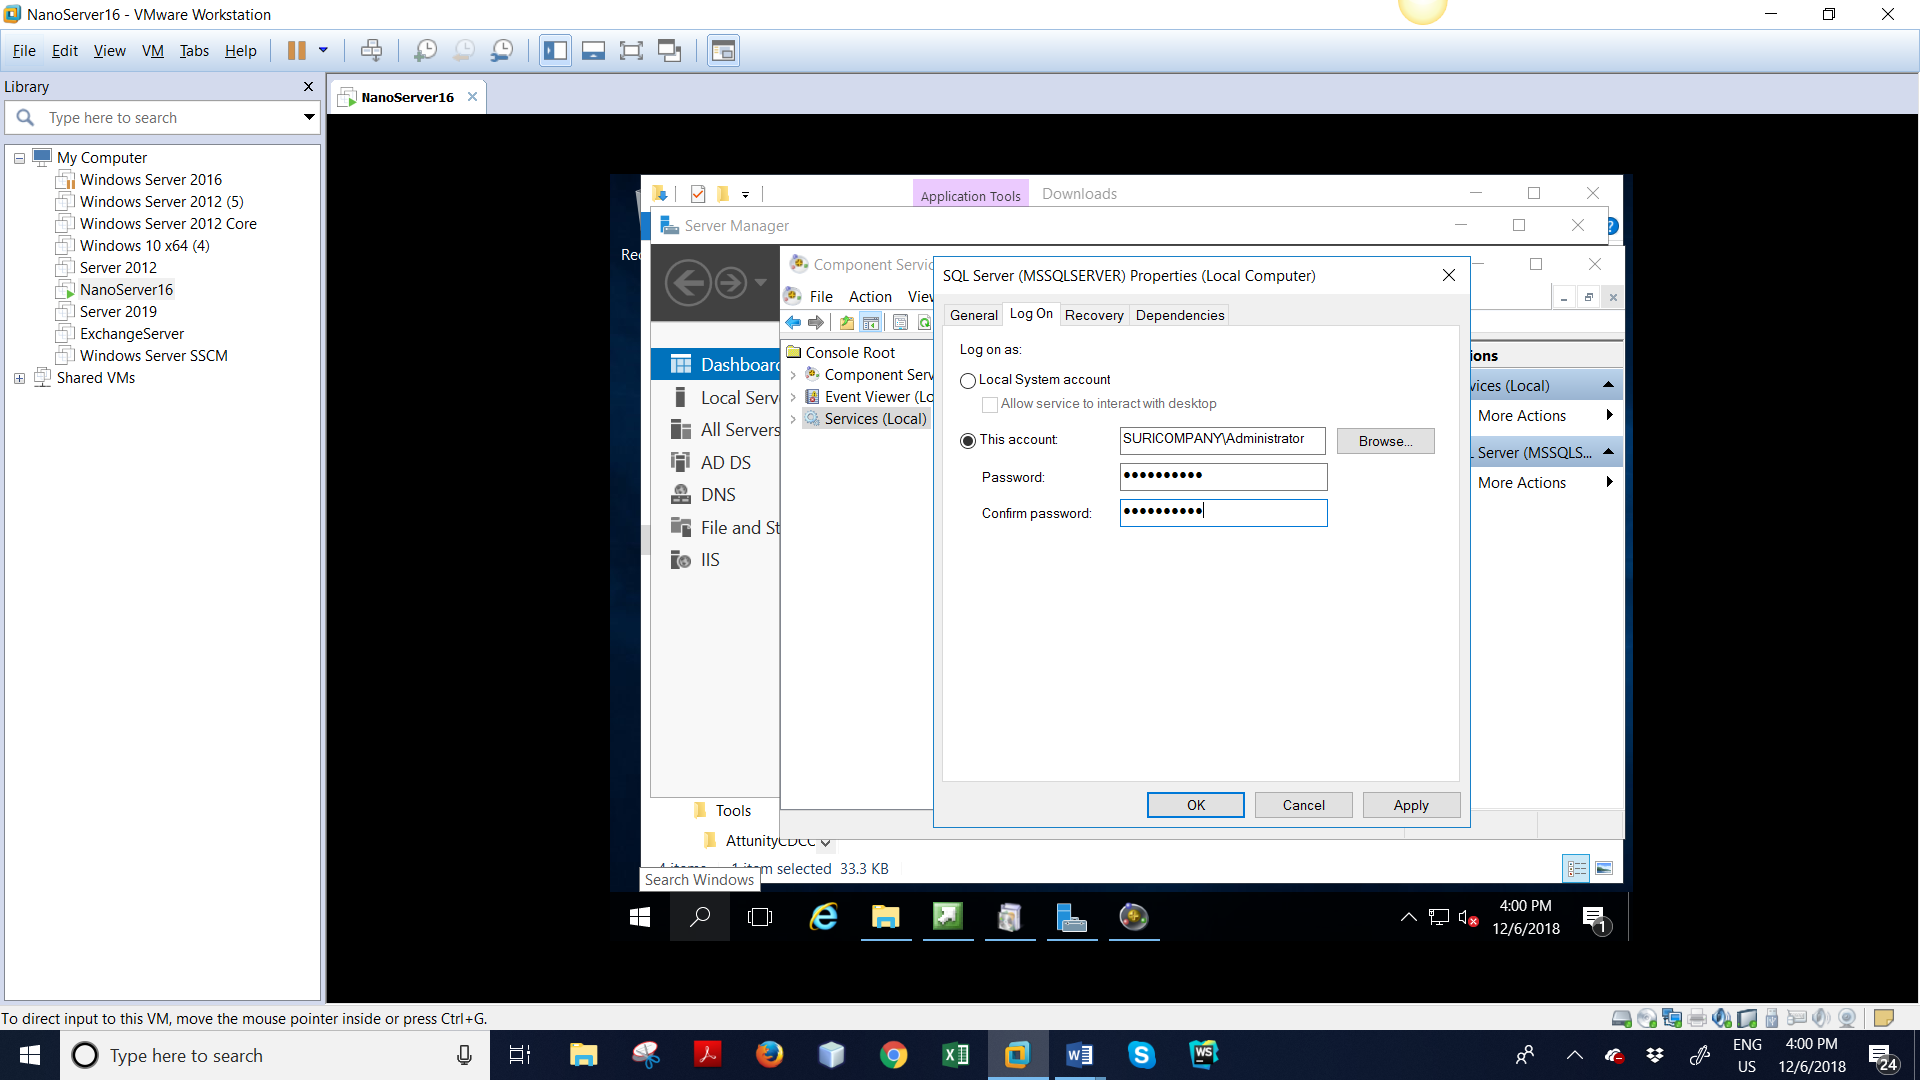 NanoServer16 - VMware Workstation
File Edit View VM Tabs Help
Library
Type here to search
My Computer
Windows Server 2016
Windows Server 2012 (5)
Windows Server 2012 Core
Windows 10 x64 (4)
Server 2012
NanoServer16
Server 2019
ExchangeServer
Windows Server SSCM
Shared VMs
NanoServer16
Application Tools Downloads
Server Manager
Rec
Component Servic
File Action View
Console Root
Component Serv
Event Viewer (Lo
Services (Local)
Dashboard
Local Serv
All Servers
AD DS
DNS
File and St
IIS
SQL Server (MSSQLSERVER) Properties (Local Computer)
General Log On Recovery Dependencies
Log on as:
Local System account
Allow service to interact with desktop
This account: SURICOMPANY\Administrator Browse...
Password:
Confirm password:
OK Cancel Apply
ions
vices (Local)
More Actions
Server (MSSQLS...
More Actions
Tools
AttunityCDCC
1 item selected 33.3 KB
Search Windows
4:00 PM
12/6/2018
1
To direct input to this VM, move the mouse pointer inside or press Ctrl+G.
Type here to search
WS
ENG
US
4:00 PM
12/6/2018
24